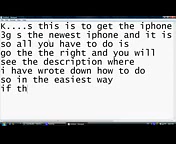 K....s this is to get the iphone
3g s the newest iphone and it is
so all you have to do is
go the the right and you will
see the description where
i have wrote down how to do
so in the easiest way
if th